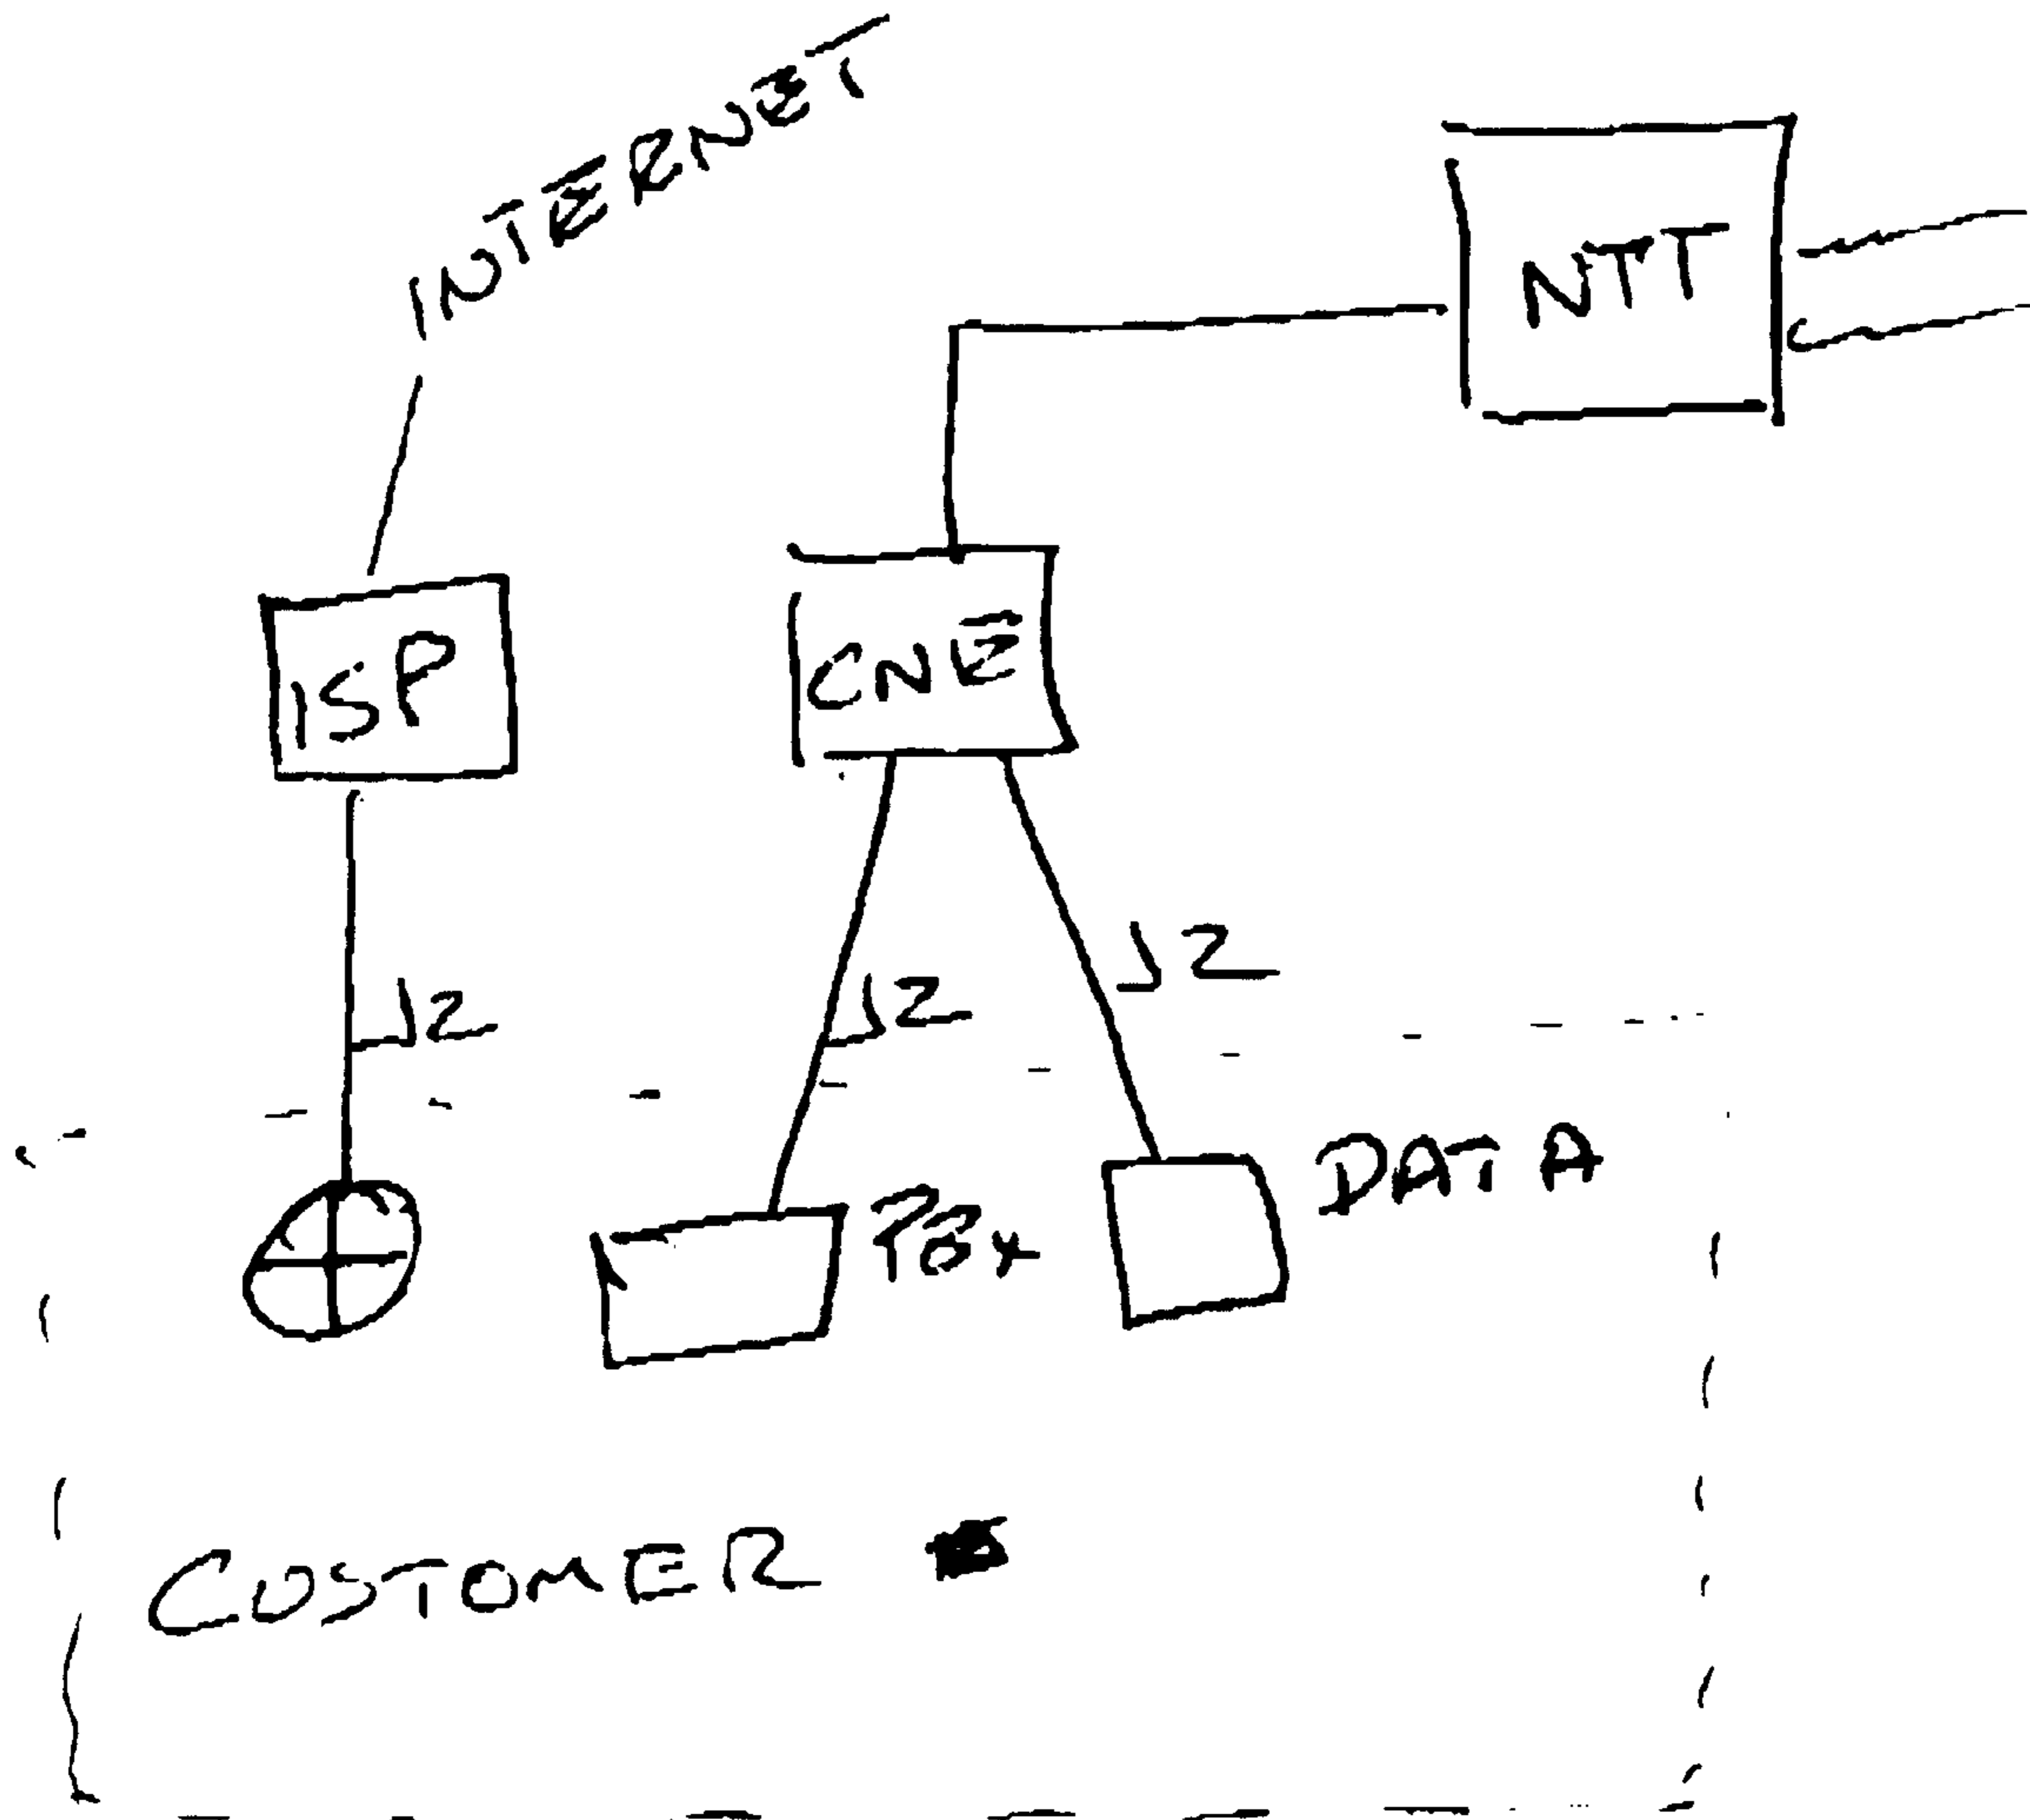 INTERNET
NTT
ISP
CNE
J2
J2
J2
DATA
PBX
CUSTOMER